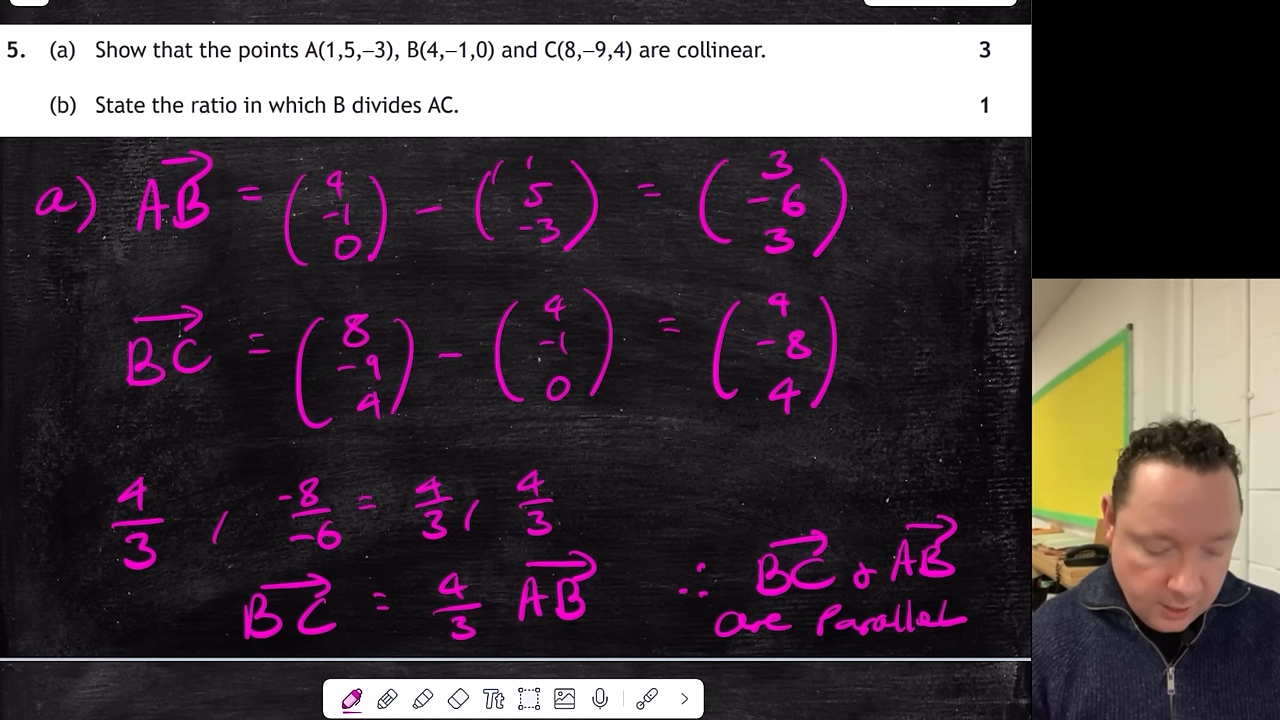 5. (a) Show that the points A(1,5,−3), B(4,−1,0) and C(8,−9,4) are collinear. 3
(b) State the ratio in which B divides AC. 1
a) AB = (4 -1 0) - (1 5 -3) = (3 -6 3)
BC = (8 -9 4) - (4 -1 0) = (4 -8 4)
4/3 , -8/-6 = 4/3 , 4/3
BC = 4/3 AB ∴ BC & AB
are Parallel
Tt